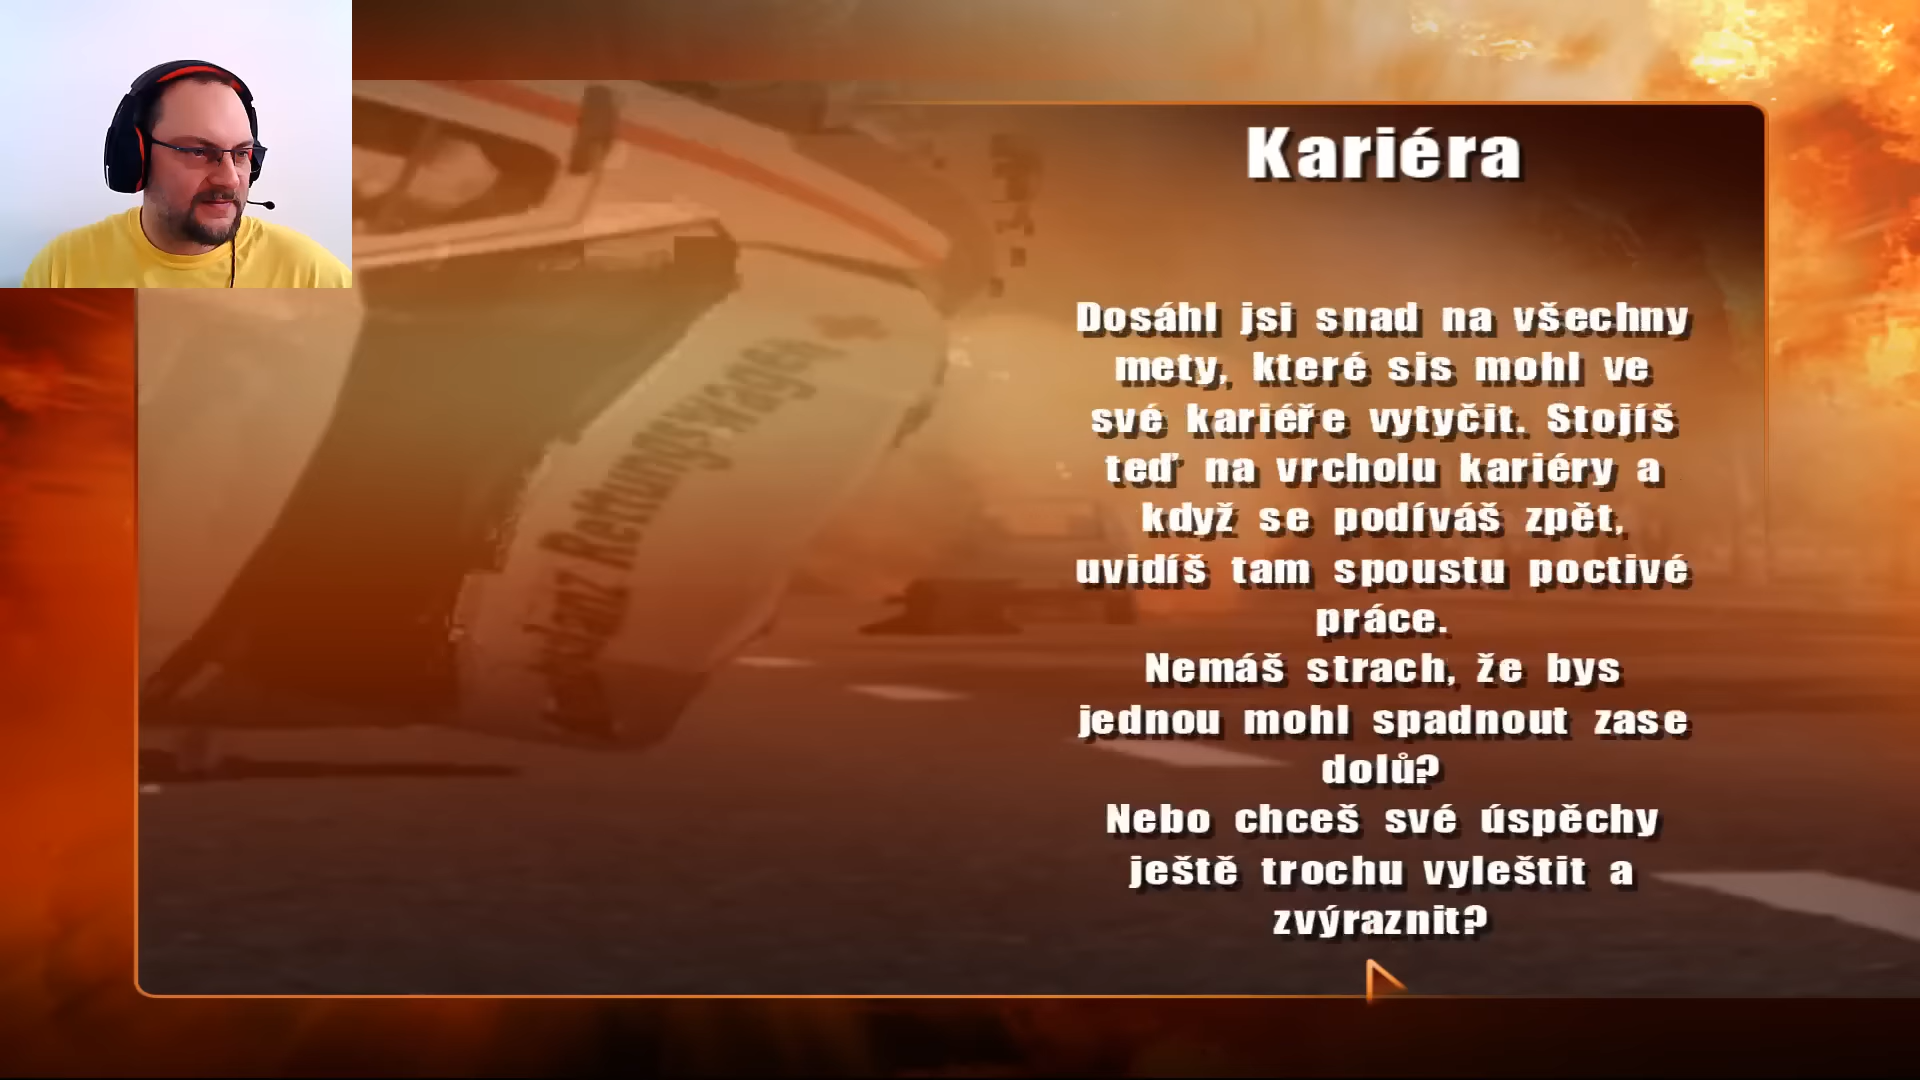 Kariéra
Dosáhl jsi snad na všechny
mety, které sis mohl ve
své kariéře vytyčit. Stojíš
teď na vrcholu kariéry a
když se podíváš zpět,
uvidíš tam spoustu poctivé
práce.
Nemáš strach, že bys
jednou mohl spadnout zase
dolů?
Nebo chceš své úspěchy
ještě trochu vyleštit a
zvýraznit?
Rettungswagen